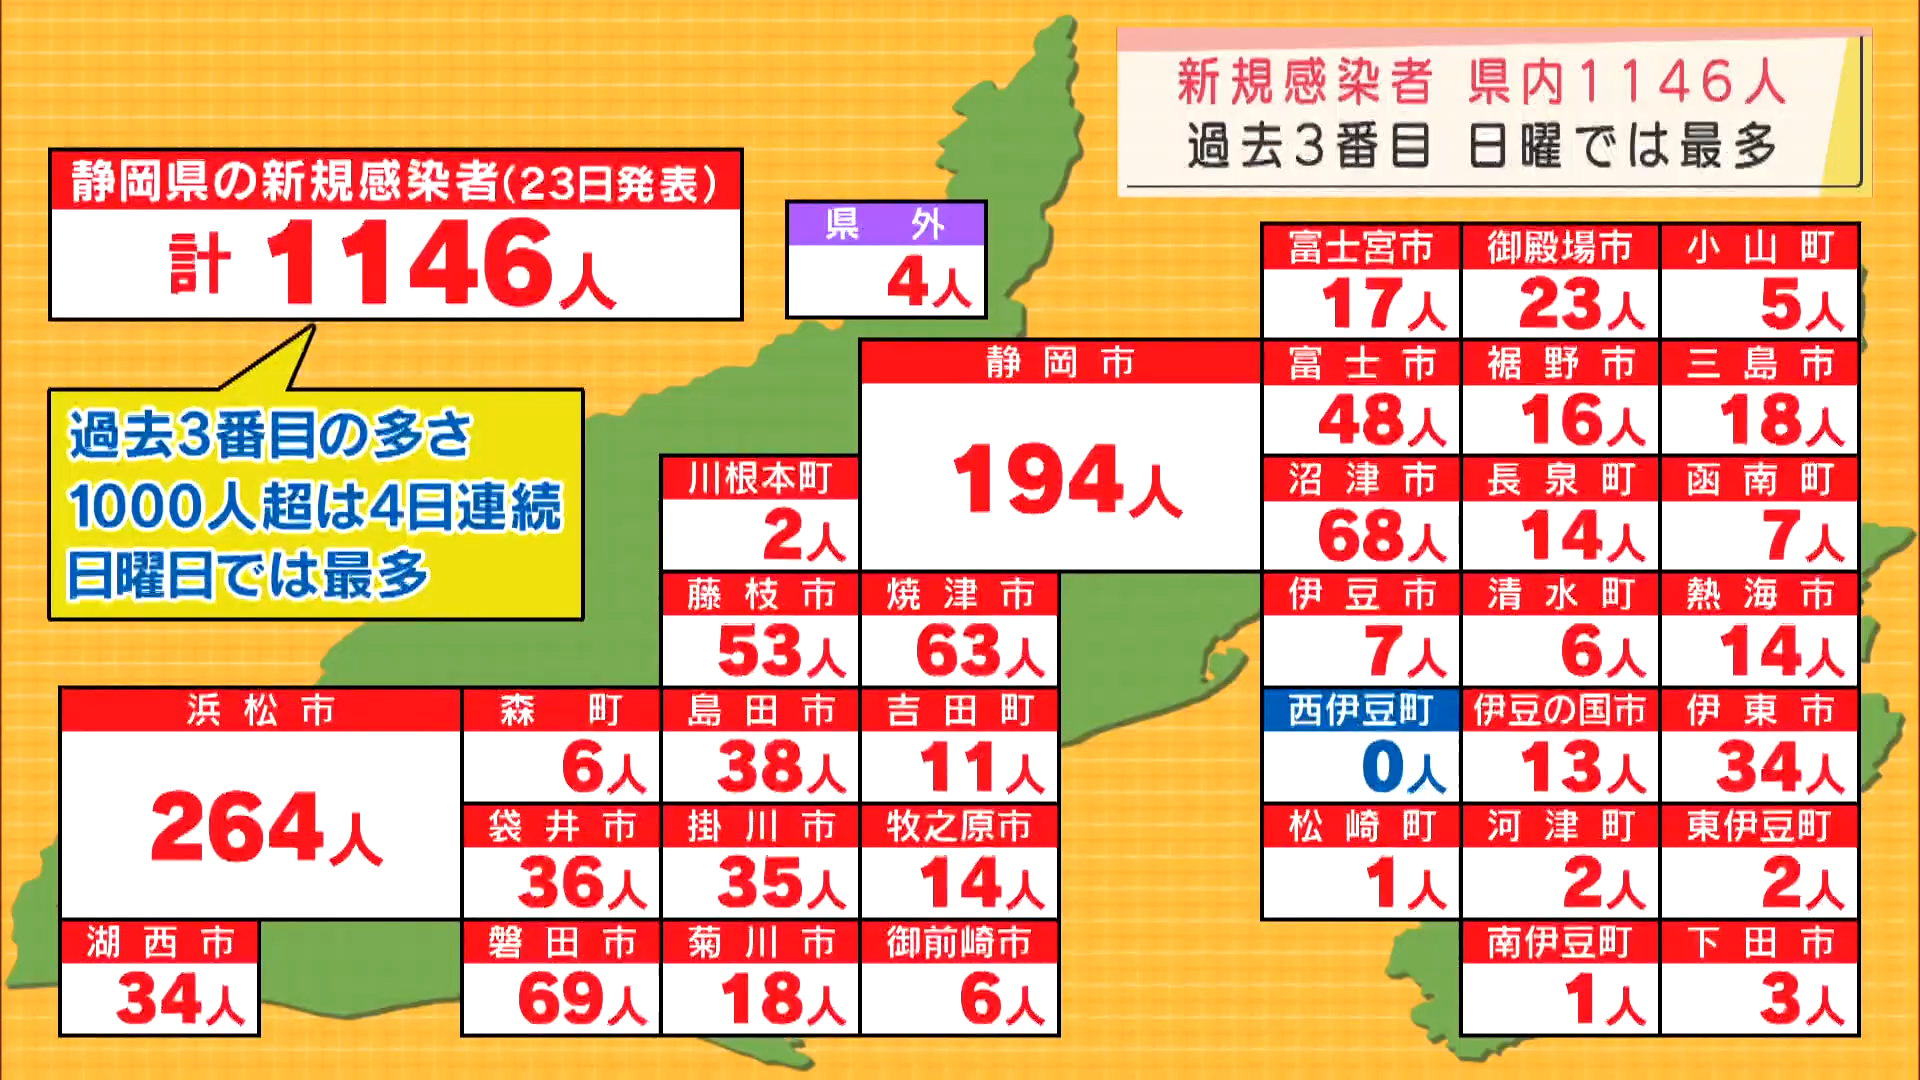 新規感染者 県内1146人
過去3番目 日曜では最多
静岡県の新規感染者(23日発表)
計 1146人
過去3番目の多さ
1000人超は4日連続
日曜日では最多
県外
4人
富士宮市 御殿場市 小山町
17人 23人 5人
静岡市
194人
富士市 裾野市 三島市
48人 16人 18人
川根本町
2人
沼津市 長泉町 函南町
68人 14人 7人
藤枝市 焼津市
53人 63人
伊豆市 清水町 熱海市
7人 6人 14人
浜松市
264人
森町 島田市 吉田町
6人 38人 11人
西伊豆町 伊豆の国市 伊東市
0人 13人 34人
袋井市 掛川市 牧之原市
36人 35人 14人
松崎町 河津町 東伊豆町
1人 2人 2人
湖西市
34人
磐田市 菊川市 御前崎市
69人 18人 6人
南伊豆町 下田市
1人 3人